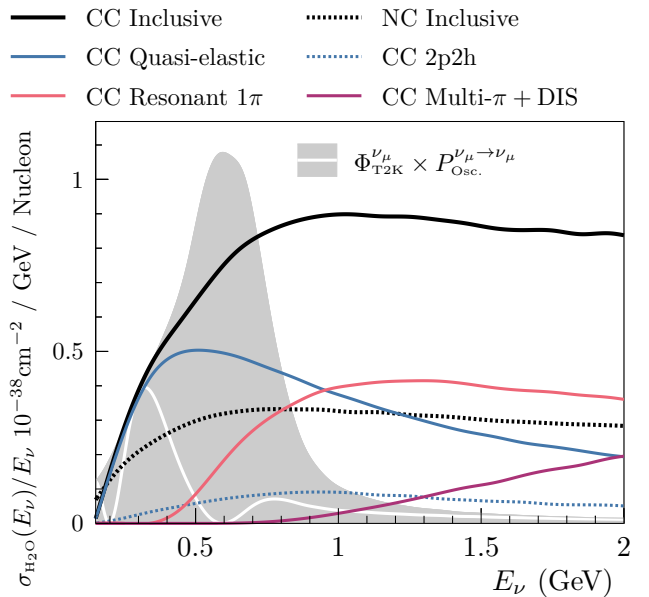 CC Inclusive NC Inclusive
CC Quasi-elastic CC 2p2h
CC Resonant 1π CC Multi-π + DIS
Φ^{ν_μ}_{T2K} × P^{ν_μ→ν_μ}_{Osc.}
σ_{H₂O}(E_ν)/E_ν 10⁻³⁸cm⁻² / GeV / Nucleon
1
0.5
0
0.5 1 1.5 2
E_ν (GeV)